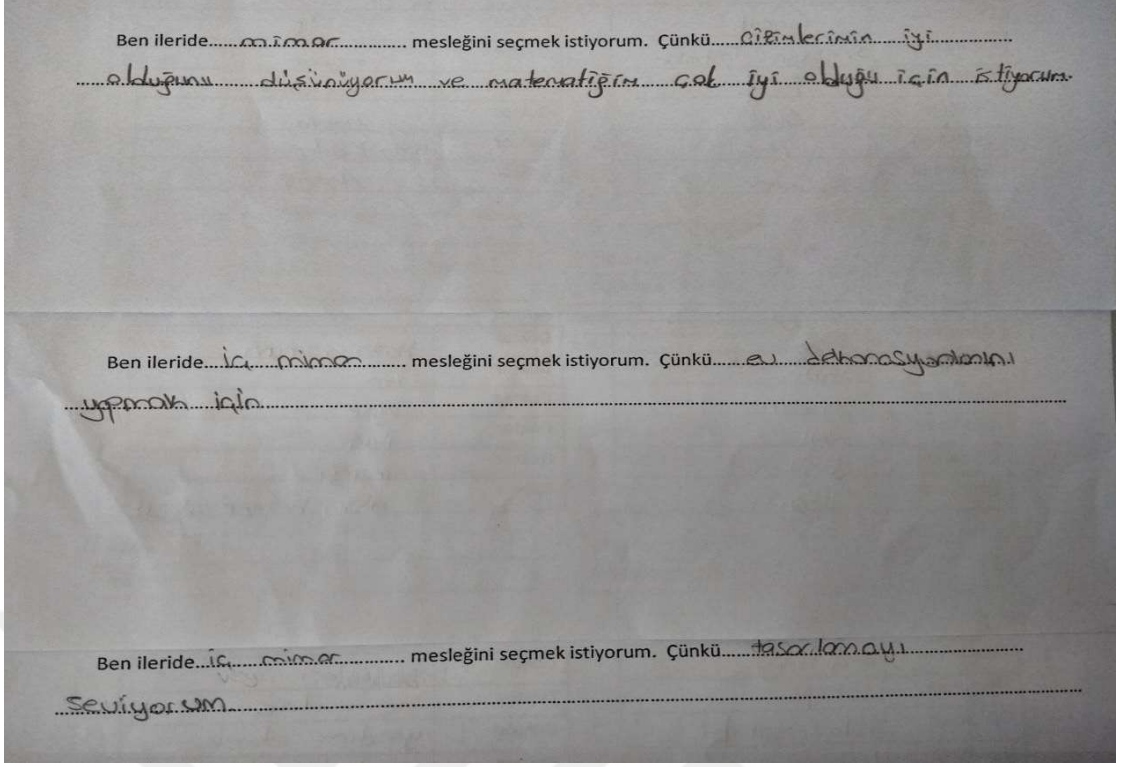 Ben ileride......mimar............... mesleğini seçmek istiyorum. Çünkü.....çizimlerimin......iyi................
.....olduğunu........düşünüyorum....ve....matematiğim......çok....iyi....olduğu için....istiyorum.
Ben ileride....iç.....mimar.......... mesleğini seçmek istiyorum. Çünkü.......ev.....dekorasyonlarını
....yapmak....için....................................................................
Ben ileride...iç......mimar............. mesleğini seçmek istiyorum. Çünkü......tasarlamayı......................
..seviyorum....................................................................